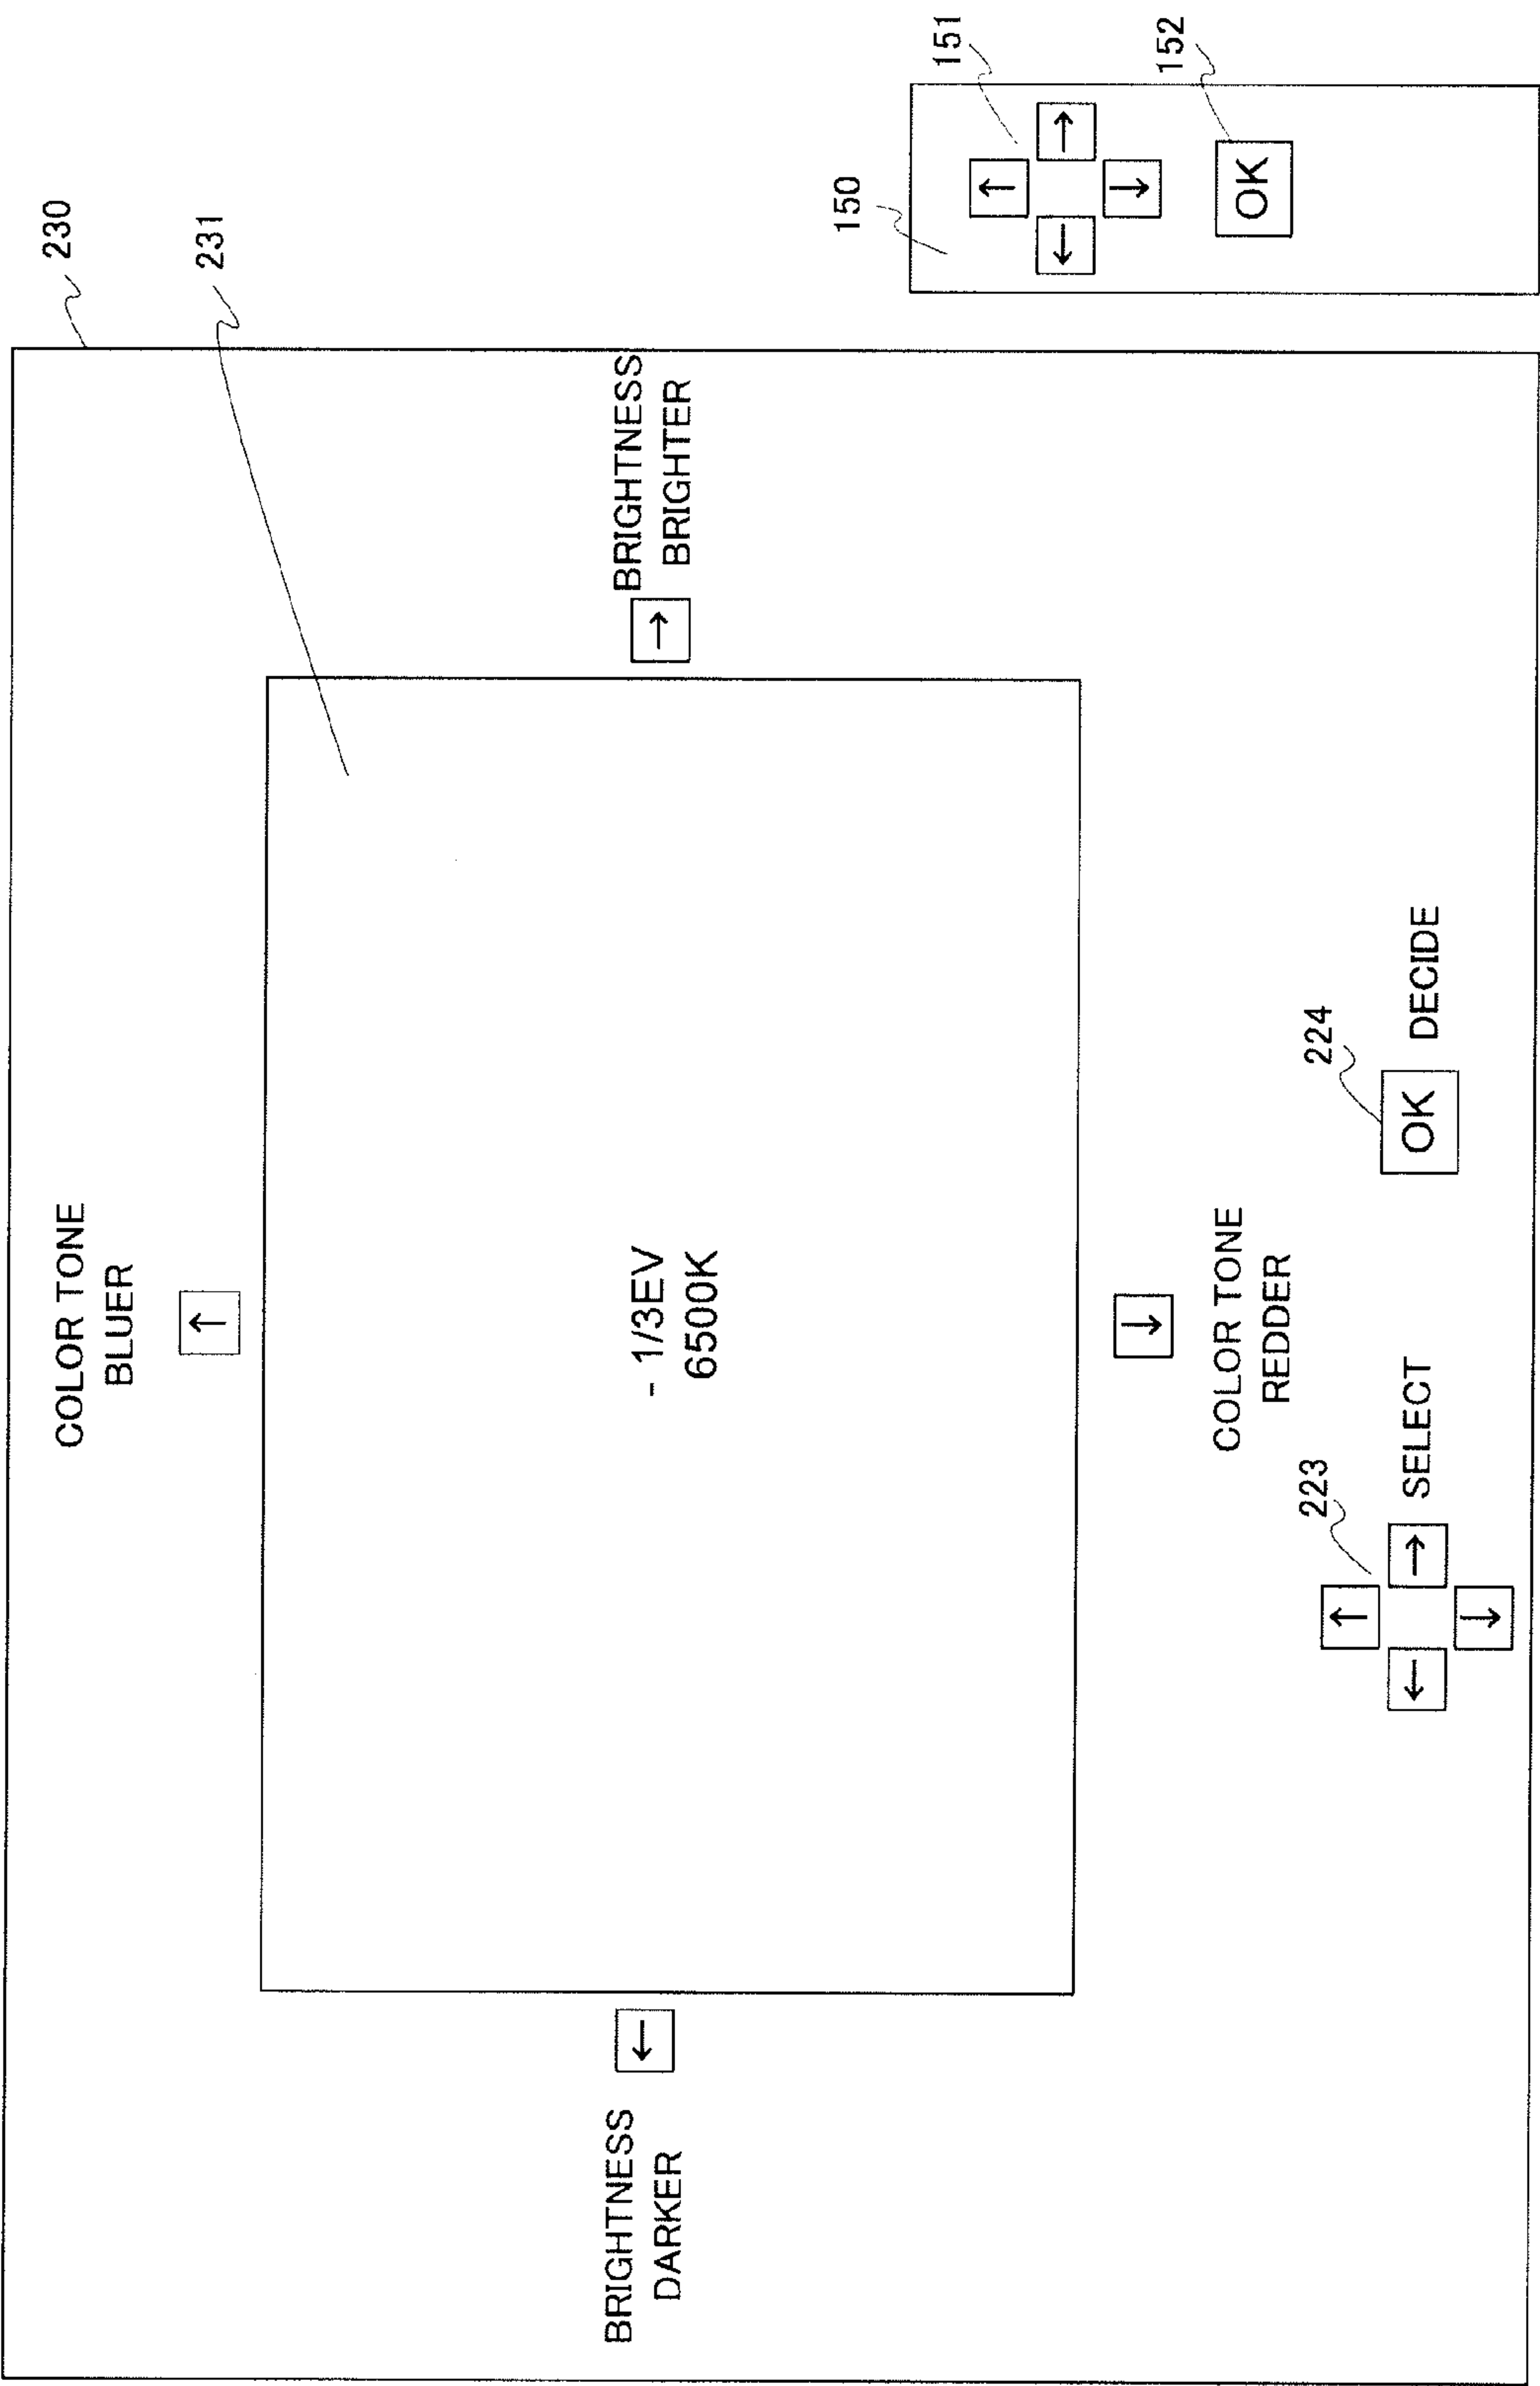 230
231
COLOR TONE
BLUER
↑
BRIGHTNESS
DARKER
←
- 1/3EV
6500K
→
BRIGHTNESS
BRIGHTER
↓
COLOR TONE
REDDER
223
↑
← → SELECT
↓
224
OK DECIDE
150
151
↑
← →
↓
152
OK